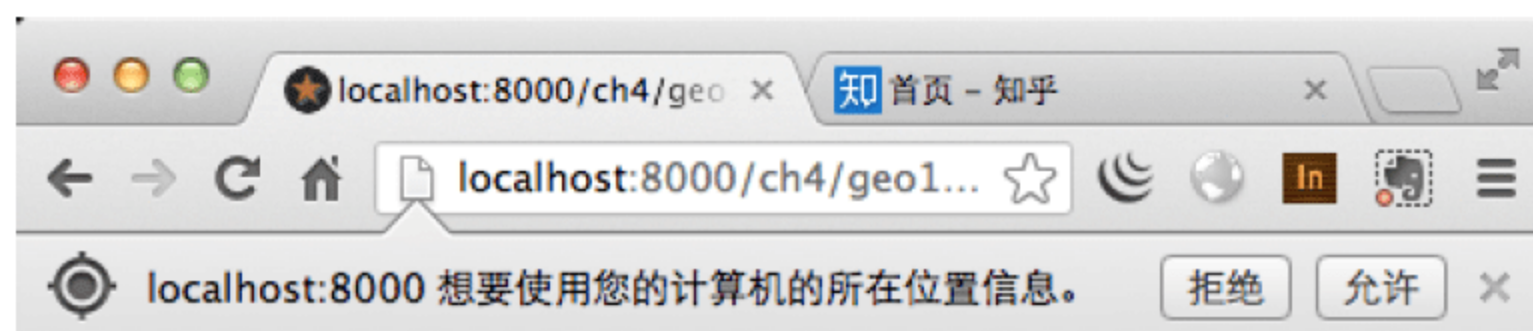 localhost:8000/ch4/geo 知 首页 - 知乎
localhost:8000/ch4/geo1... In
localhost:8000 想要使用您的计算机的所在位置信息。 拒绝 允许